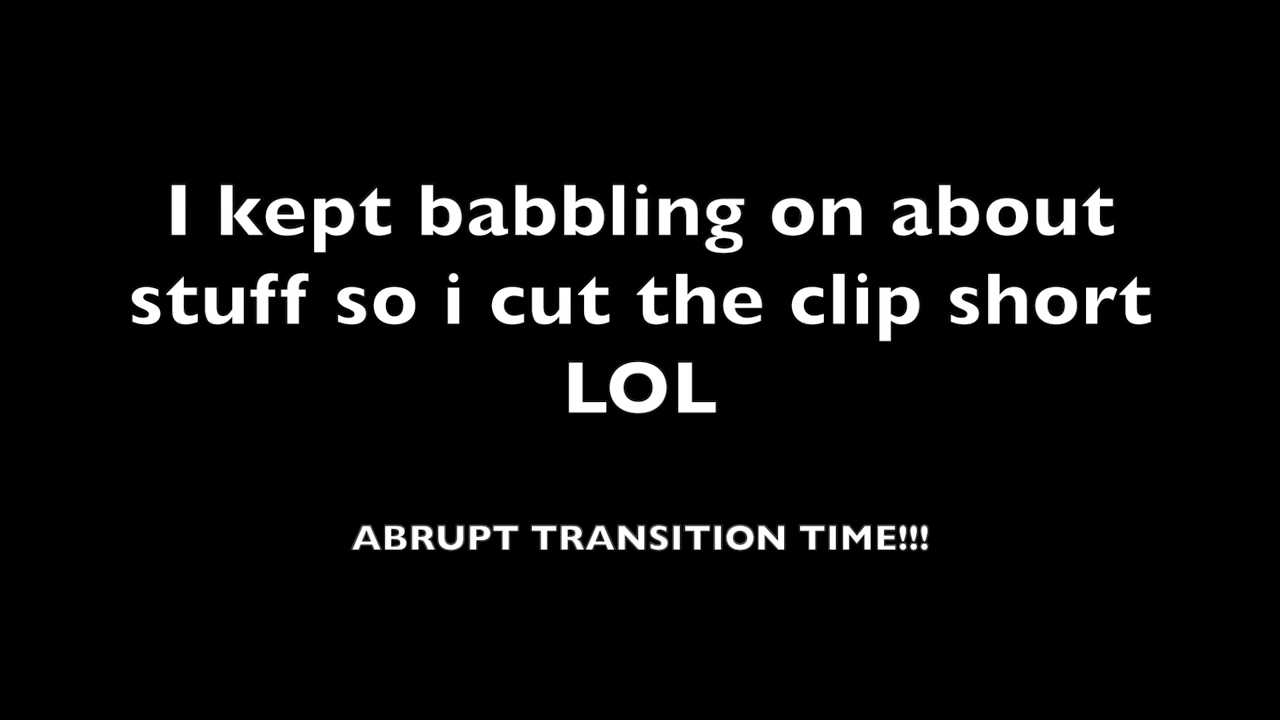 I kept babbling on about
stuff so i cut the clip short
LOL
ABRUPT TRANSITION TIME!!!